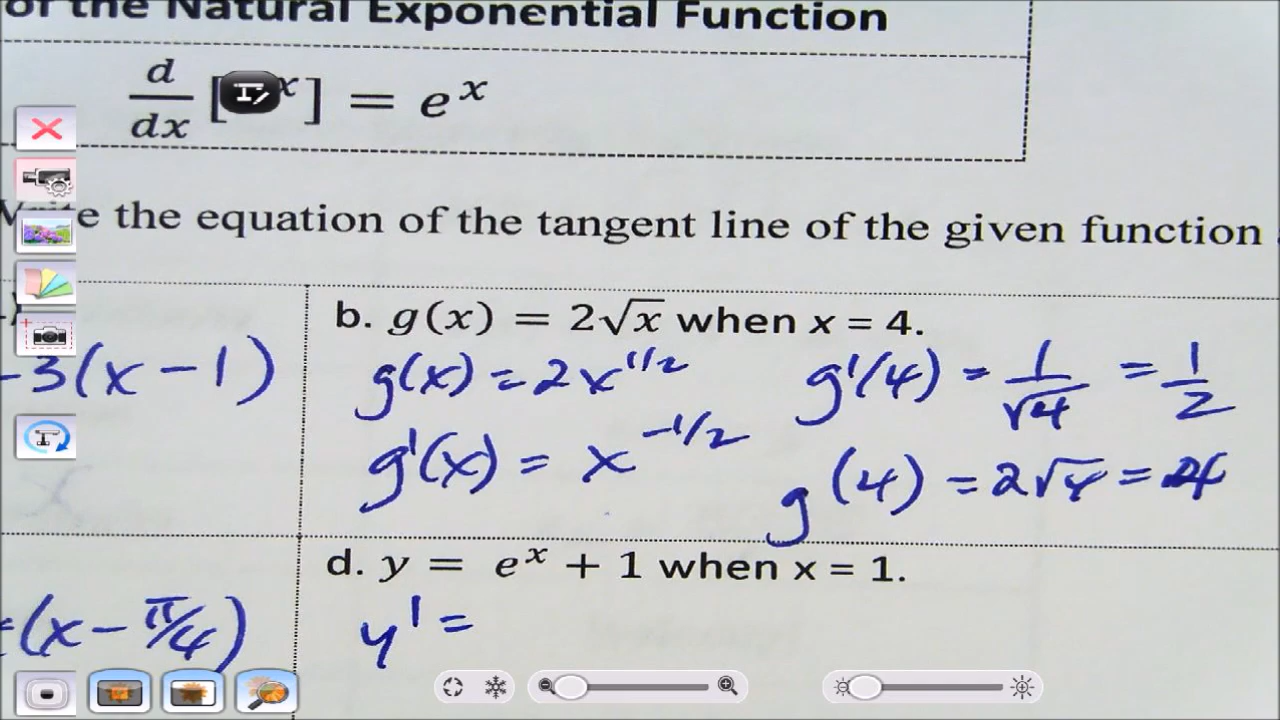 of the Natural Exponential Function
d/dx [ x] = e^x
Write the equation of the tangent line of the given function
b. g(x) = 2√x when x = 4.
-3(x - 1)
g(x) = 2x^1/2
g'(4) = 1/√4 = 1/2
g'(x) = x^-1/2
g(4) = 2√4 = 4
d. y = e^x + 1 when x = 1.
=(x - π/4)
y' =